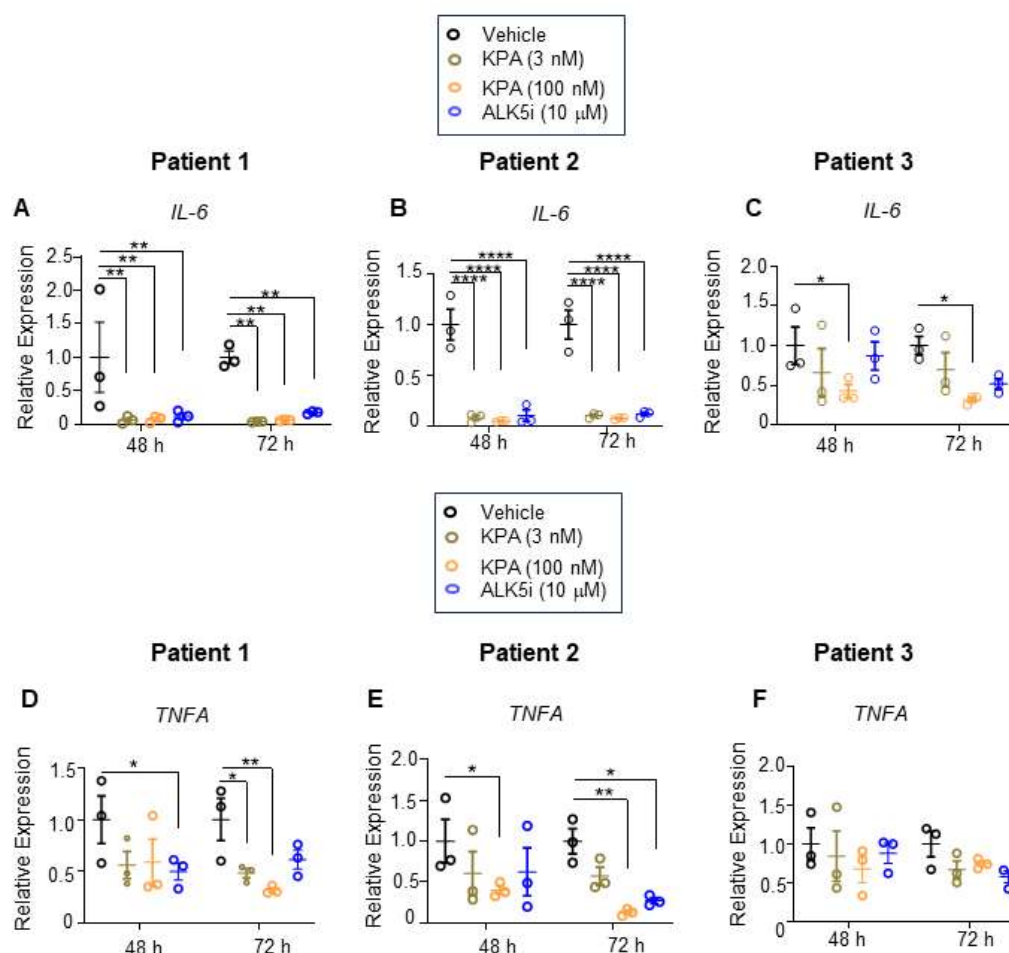 Vehicle
KPA (3 nM)
KPA (100 nM)
ALK5i (10 μM)
Patient 1
Patient 2
Patient 3
A
IL-6
B
IL-6
C
IL-6
Relative Expression
2.5
2.0
1.5
1.0
0.5
0
**
**
**
**
**
**
48 h
72 h
Relative Expression
1.5
1.0
0.5
0
****
****
****
****
****
****
48 h
72 h
Relative Expression
2.0
1.5
1.0
0.5
0
*
*
48 h
72 h
Vehicle
KPA (3 nM)
KPA (100 nM)
ALK5i (10 μM)
Patient 1
Patient 2
Patient 3
D
TNFA
E
TNFA
F
TNFA
Relative Expression
1.5
1.0
0.5
0
*
**
*
48 h
72 h
Relative Expression
2.0
1.5
1.0
0.5
0
*
*
**
48 h
72 h
Relative Expression
2.0
1.5
1.0
0.5
0
48 h
72 h